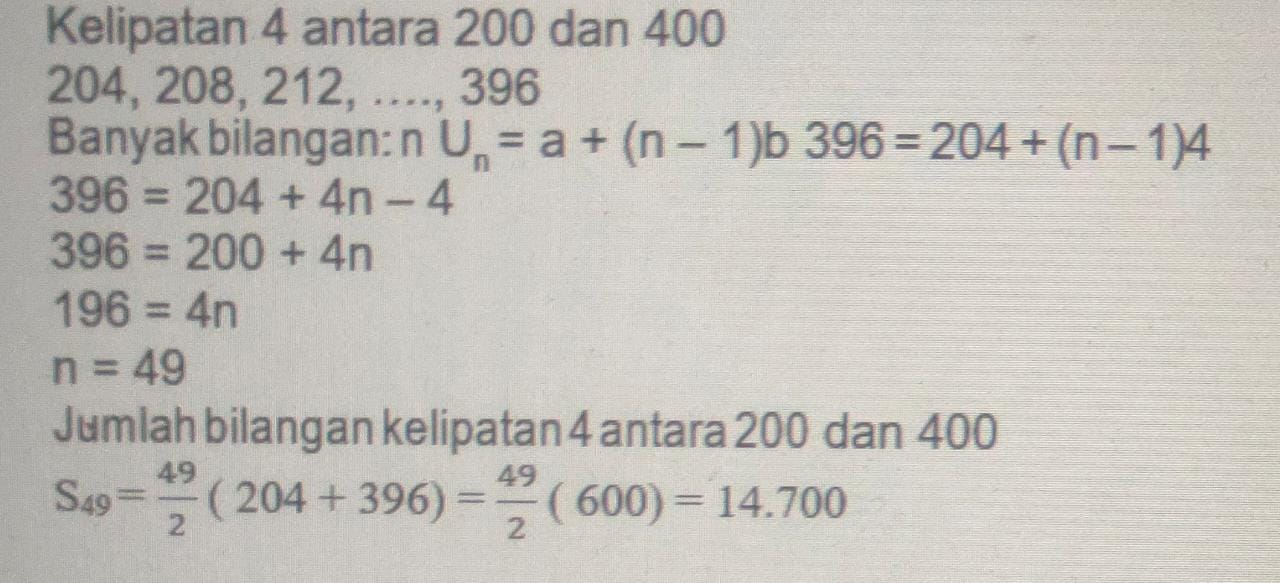 Kelipatan 4 antara 200 dan 400
204, 208, 212, ...., 396
Banyak bilangan: n Uₙ = a + (n – 1)b 396 = 204 + (n – 1)4
396 = 204 + 4n – 4
396 = 200 + 4n
196 = 4n
n = 49
Jumlah bilangan kelipatan 4 antara 200 dan 400
S₄₉ = 49/2 ( 204 + 396) = 49/2 ( 600) = 14.700